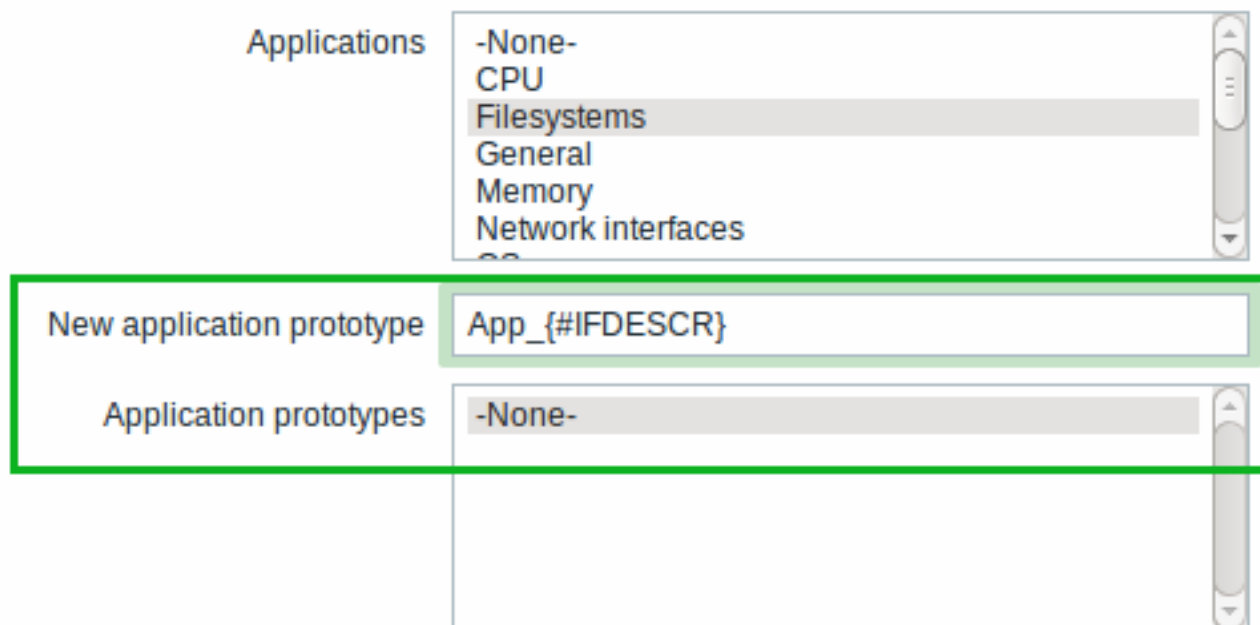 Applications
-None-
CPU
Filesystems
General
Memory
Network interfaces
New application prototype
App_{#IFDESCR}
Application prototypes
-None-